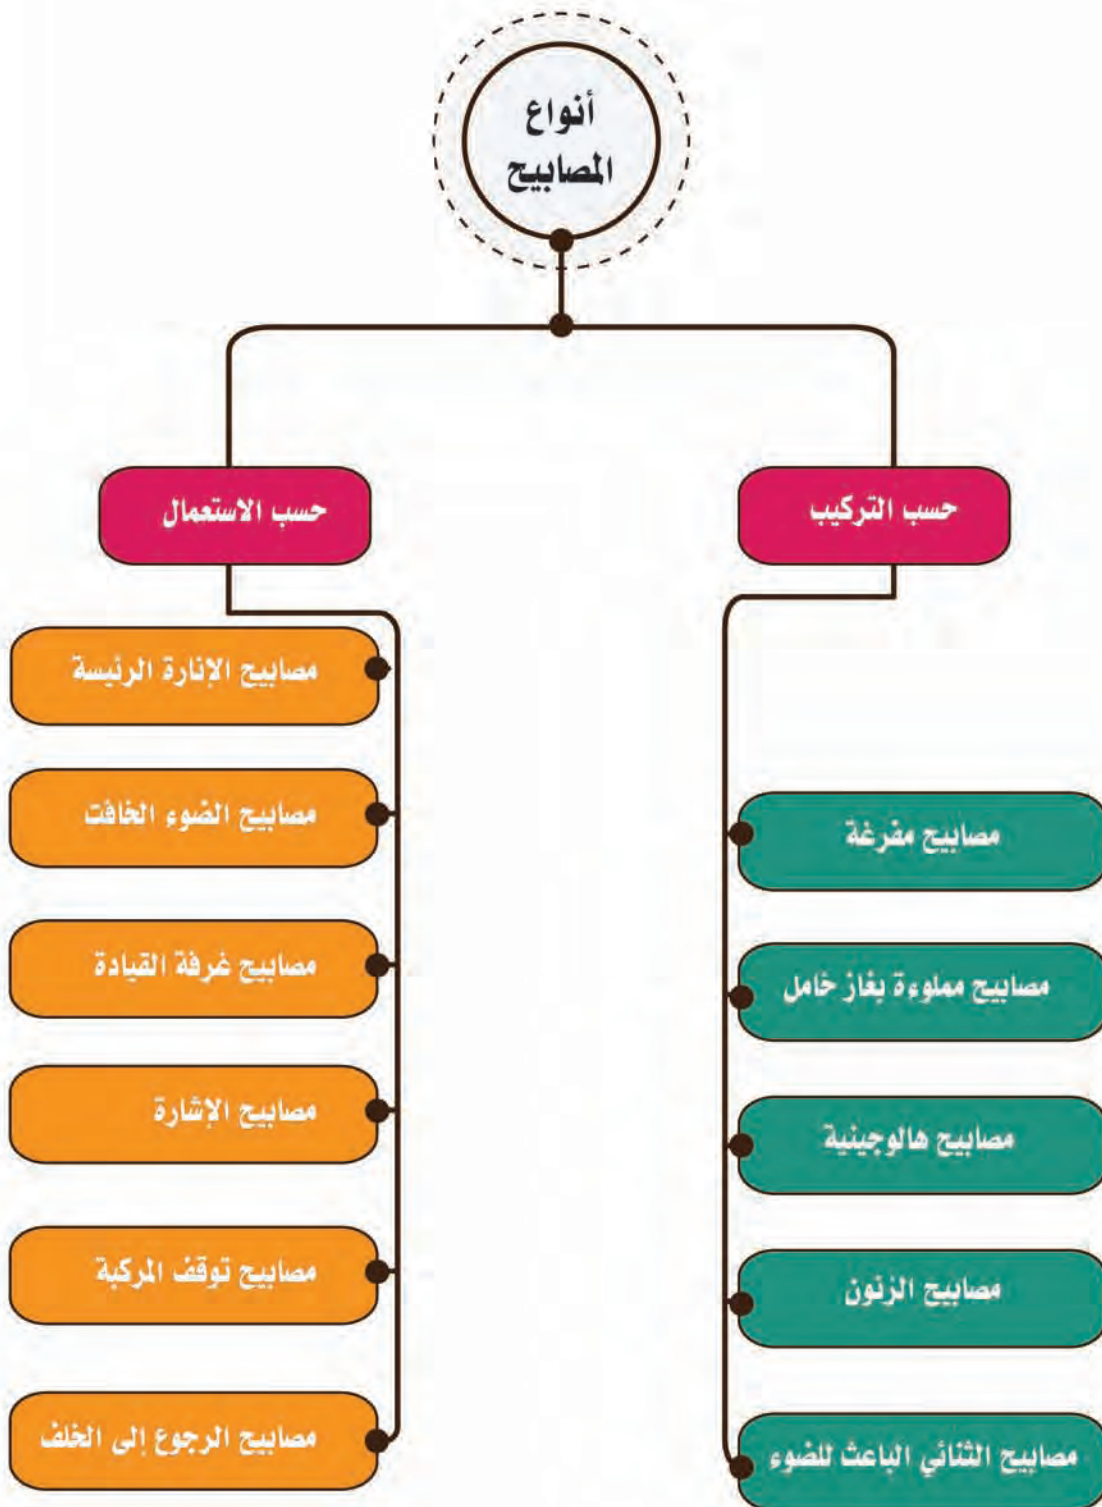 أنواع
المصابيح
حسب التركيب
مصابيح مفرغة
مصابيح مملوءة بغاز خامل
مصابيح هالوجينية
مصابيح الزنون
مصابيح الثنائي الباعث للضوء
حسب الاستعمال
مصابيح الإنارة الرئيسة
مصابيح الضوء الخافت
مصابيح غرفة القيادة
مصابيح الإشارة
مصابيح توقف المركبة
مصابيح الرجوع إلى الخلف